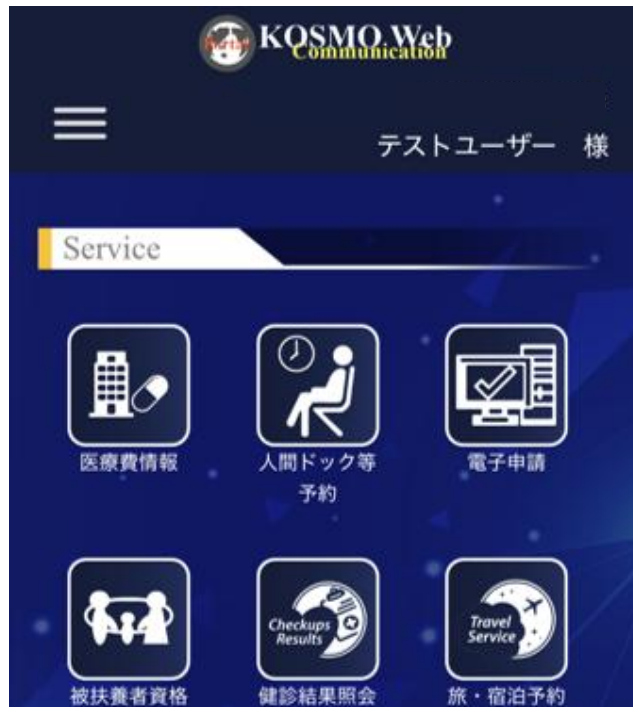 Portal
KOSMO Web
Communication
テストユーザー 様
Service
医療費情報
人間ドック等
予約
電子申請
Checkups
Results
Travel
Service
被扶養者資格
健診結果照会
旅・宿泊予約